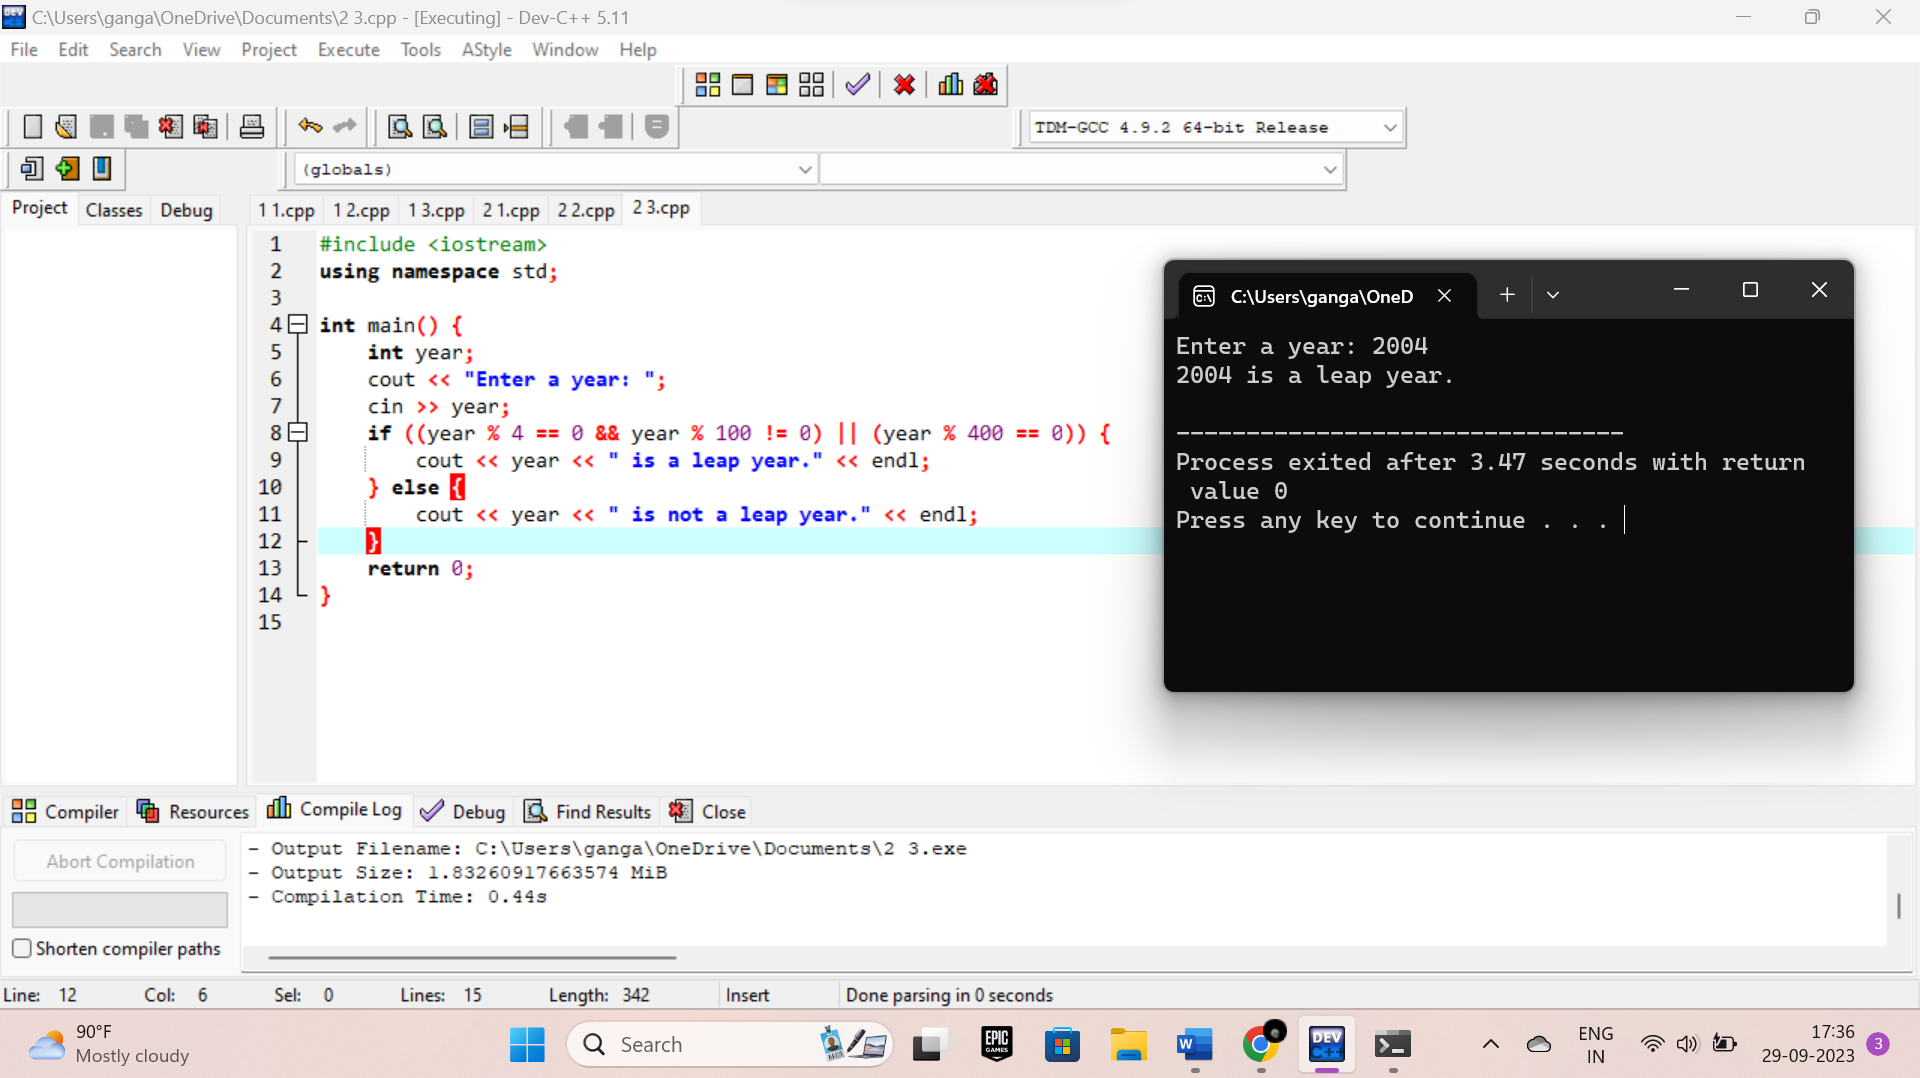 C:\Users\ganga\OneDrive\Documents\2 3.cpp - [Executing] - Dev-C++ 5.11
File Edit Search View Project Execute Tools AStyle Window Help
TDM-GCC 4.9.2 64-bit Release
(globals)
Project Classes Debug
1 1.cpp 1 2.cpp 1 3.cpp 2 1.cpp 2 2.cpp 2 3.cpp
1 #include <iostream>
2 using namespace std;
3
4 int main() {
5 int year;
6 cout << "Enter a year: ";
7 cin >> year;
8 if ((year % 4 == 0 && year % 100 != 0) || (year % 400 == 0)) {
9 cout << year << " is a leap year." << endl;
10 } else {
11 cout << year << " is not a leap year." << endl;
12 }
13 return 0;
14 }
15
C:\Users\ganga\OneD
Enter a year: 2004
2004 is a leap year.
--------------------------------
Process exited after 3.47 seconds with return
value 0
Press any key to continue . . .
Compiler Resources Compile Log Debug Find Results Close
Abort Compilation
Shorten compiler paths
- Output Filename: C:\Users\ganga\OneDrive\Documents\2 3.exe
- Output Size: 1.83260917663574 MiB
- Compilation Time: 0.44s
Line: 12 Col: 6 Sel: 0 Lines: 15 Length: 342 Insert Done parsing in 0 seconds
90°F
Mostly cloudy
Search
EPIC GAMES
W
DEV C++
ENG
IN
17:36
29-09-2023
3